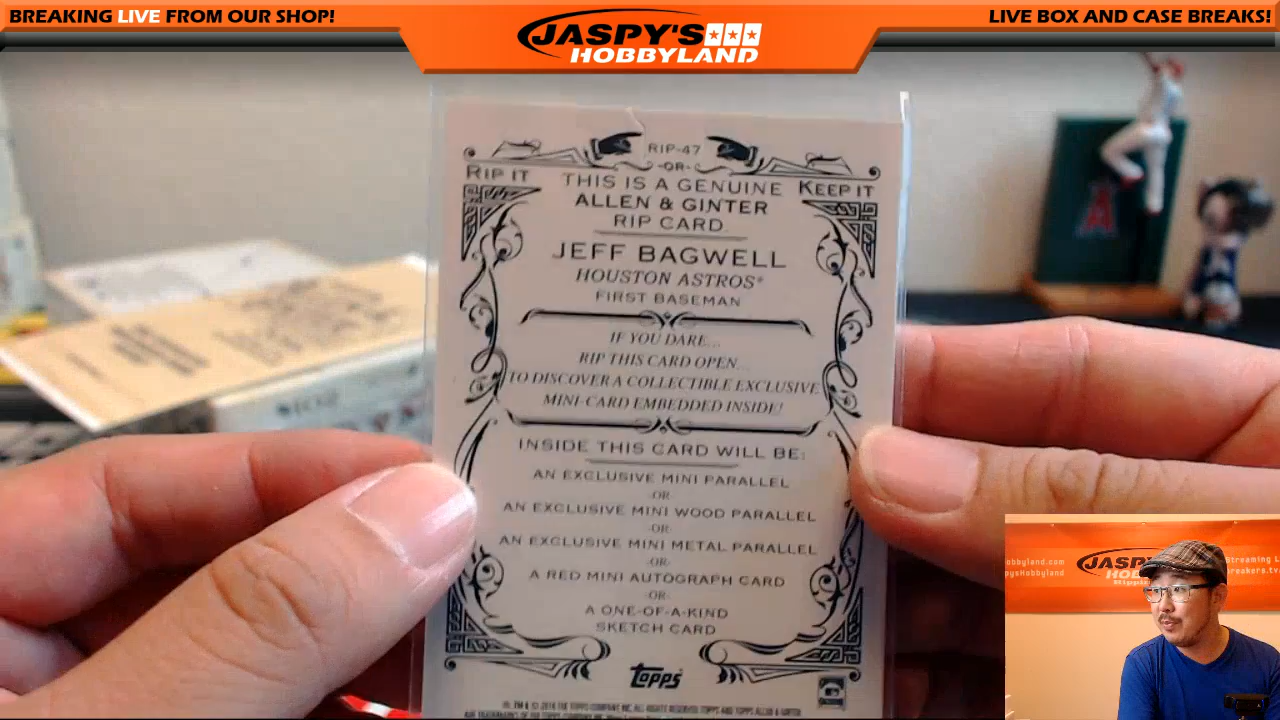 BREAKING LIVE FROM OUR SHOP!
JASPY'S
HOBBYLAND
LIVE BOX AND CASE BREAKS!
RIP-47
-OR-
RIP IT
KEEP IT
THIS IS A GENUINE
ALLEN & GINTER
RIP CARD
JEFF BAGWELL
HOUSTON ASTROS®
FIRST BASEMAN
IF YOU DARE...
RIP THIS CARD OPEN...
TO DISCOVER A COLLECTIBLE EXCLUSIVE
MINI-CARD EMBEDDED INSIDE!
INSIDE THIS CARD WILL BE:
AN EXCLUSIVE MINI PARALLEL
-OR-
AN EXCLUSIVE MINI WOOD PARALLEL
-OR-
AN EXCLUSIVE MINI METAL PARALLEL
-OR-
A RED MINI AUTOGRAPH CARD
-OR-
A ONE-OF-A-KIND
SKETCH CARD
Topps
A